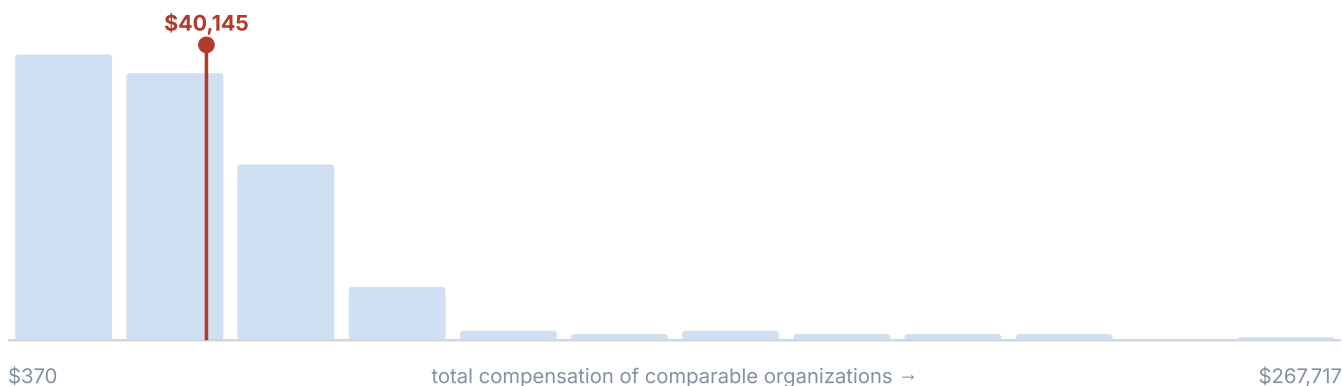 $40,145
$370
total compensation of comparable organizations →
$267,717